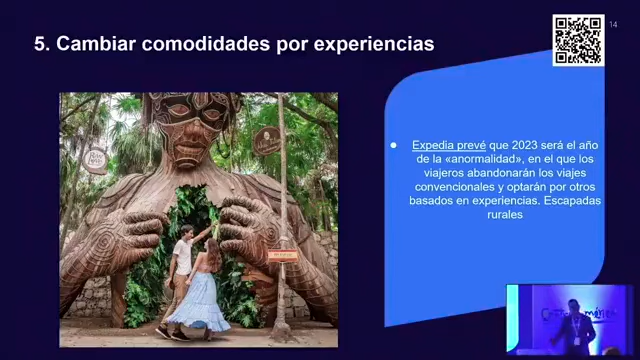 14
5. Cambiar comodidades por experiencias
Expedia prevé que 2023 será el año
de la «anormalidad», en el que los
viajeros abandonarán los viajes
convencionales y optarán por otros
basados en experiencias. Escapadas
rurales